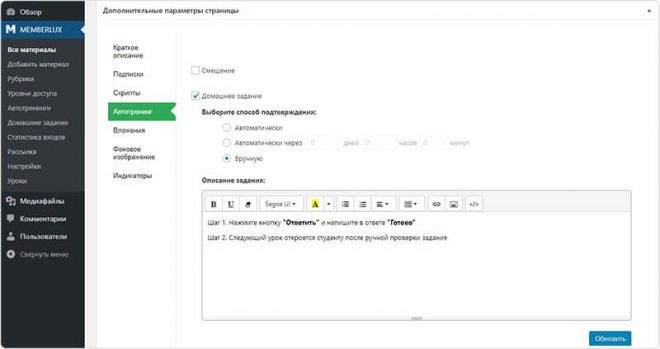 Обзор
MEMBERLUX
Все материалы
Добавить материал
Рубрики
Уровни доступа
Автотренинги
Домашние задания
Статистика входов
Рассылка
Настройки
Уроки
Медиафайлы
Комментарии
Пользователи
Свернуть меню
Дополнительные параметры страницы
Краткое
описание
Подписки
Скрипты
Автотренинг
Вложения
Фоновое
изображение
Индикаторы
Смещение
Домашнее задание
Выберите способ подтверждения:
Автоматически
Автоматически через 0 дней 0 часов 0 минут
Вручную
Описание задания:
B U Segoe UI A
Шаг 1. Нажмите кнопку "Ответить" и напишите в ответе "Готово"
Шаг 2. Следующий урок откроется студенту после ручной проверки задания
Обновить